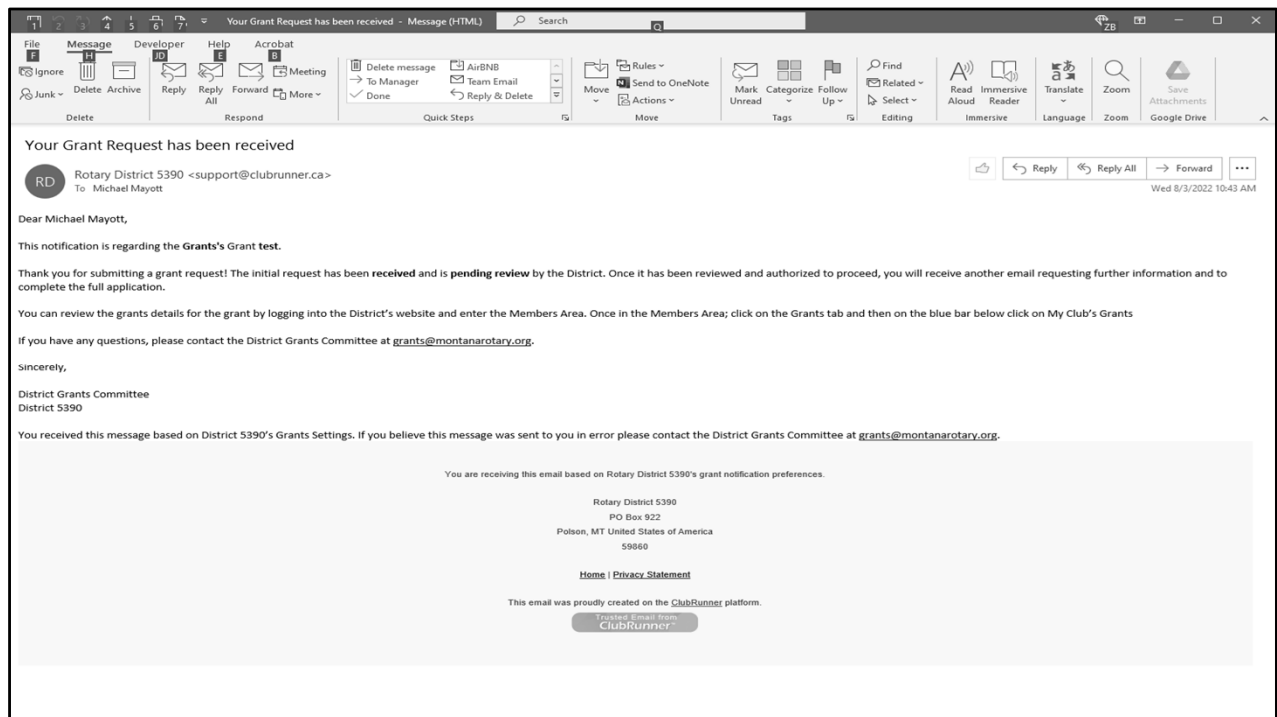 1 2 3 4 5 6 7 Your Grant Request has been received - Message (HTML) Search Q ZB
File Message Developer Help Acrobat
F H JD E B
Ignore Delete Archive Reply Reply All Forward Meeting Delete message AirBNB Move Rules Mark Unread Categorize Follow Up Find Read Aloud Immersive Reader Translate Zoom Save Attachments
Junk More To Manager Team Email Send to OneNote Related
Done Reply & Delete Actions Select
Delete Respond Quick Steps Move Tags Editing Immersive Language Zoom Google Drive
Your Grant Request has been received
RD Rotary District 5390 <support@clubrunner.ca> Reply Reply All Forward ...
To Michael Mayott Wed 8/3/2022 10:43 AM
Dear Michael Mayott,
This notification is regarding the Grants's Grant test.
Thank you for submitting a grant request! The initial request has been received and is pending review by the District. Once it has been reviewed and authorized to proceed, you will receive another email requesting further information and to
complete the full application.
You can review the grants details for the grant by logging into the District's website and enter the Members Area. Once in the Members Area; click on the Grants tab and then on the blue bar below click on My Club's Grants
If you have any questions, please contact the District Grants Committee at grants@montanarotary.org.
Sincerely,
District Grants Committee
District 5390
You received this message based on District 5390's Grants Settings. If you believe this message was sent to you in error please contact the District Grants Committee at grants@montanarotary.org.
You are receiving this email based on Rotary District 5390's grant notification preferences.
Rotary District 5390
PO Box 922
Polson, MT United States of America
59860
Home | Privacy Statement
This email was proudly created on the ClubRunner platform.
Trusted Email from
ClubRunner™